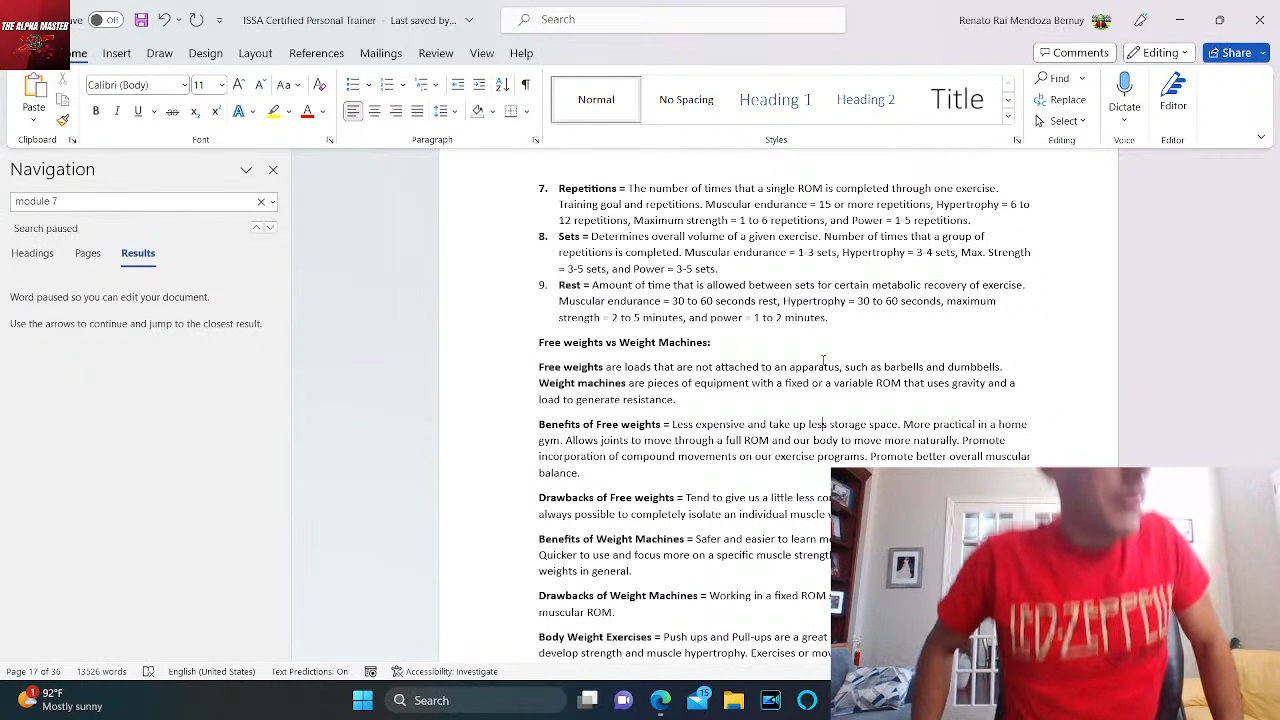 THE ALPHA MASTER
Off
ISSA Certified Personal Trainer - Last saved by...
Search
Renato Rai Mendoza Bernuy
Insert
Draw
Design
Layout
References
Mailings
Review
View
Help
Comments
Editing
Share
Paste
Clipboard
Calibri (Body)
11
Font
Paragraph
Normal
No Spacing
Heading 1
Heading 2
Title
Styles
Find
Replac
Select
Editing
Dictat
Voice
Editor
Editor
Navigation
module 7
Search paused
Headings
Pages
Results
Word paused so you can edit your document.
Use the arrows to continue and jump to the closest result.
7. Repetitions = The number of times that a single ROM is completed through one exercise.
Training goal and repetitions. Muscular endurance = 15 or more repetitions, Hypertrophy = 6 to
12 repetitions, Maximum strength = 1 to 6 repetitions, and Power = 1-5 repetitions.
8. Sets = Determines overall volume of a given exercise. Number of times that a group of
repetitions is completed. Muscular endurance = 1-3 sets, Hypertrophy = 3-4 sets, Max. Strength
= 3-5 sets, and Power = 3-5 sets.
9. Rest = Amount of time that is allowed between sets for certain metabolic recovery of exercise.
Muscular endurance = 30 to 60 seconds rest, Hypertrophy = 30 to 60 seconds, maximum
strength = 2 to 5 minutes, and power = 1 to 2 minutes.
Free weights vs Weight Machines:
Free weights are loads that are not attached to an apparatus, such as barbells and dumbbells.
Weight machines are pieces of equipment with a fixed or a variable ROM that uses gravity and a
load to generate resistance.
Benefits of Free weights = Less expensive and take up less storage space. More practical in a home
gym. Allows joints to move through a full ROM and our body to move more naturally. Promote
incorporation of compound movements on our exercise programs. Promote better overall muscular
balance.
Drawbacks of Free weights = Tend to give us a little less
always possible to completely isolate an individual muscle
Benefits of Weight Machines = Safer and easier to learn
Quicker to use and focus more on a specific muscle strength
weights in general.
Drawbacks of Weight Machines = Working in a fixed ROM
muscular ROM.
Body Weight Exercises = Push ups and Pull-ups are a great
develop strength and muscle hypertrophy. Exercises or
LED-ZEPPELIN
Page 17 of 36
13526 words
English (United States)
Text Predictions: On
Accessibility: Investigate
1
92°F
Mostly sunny
Search
15